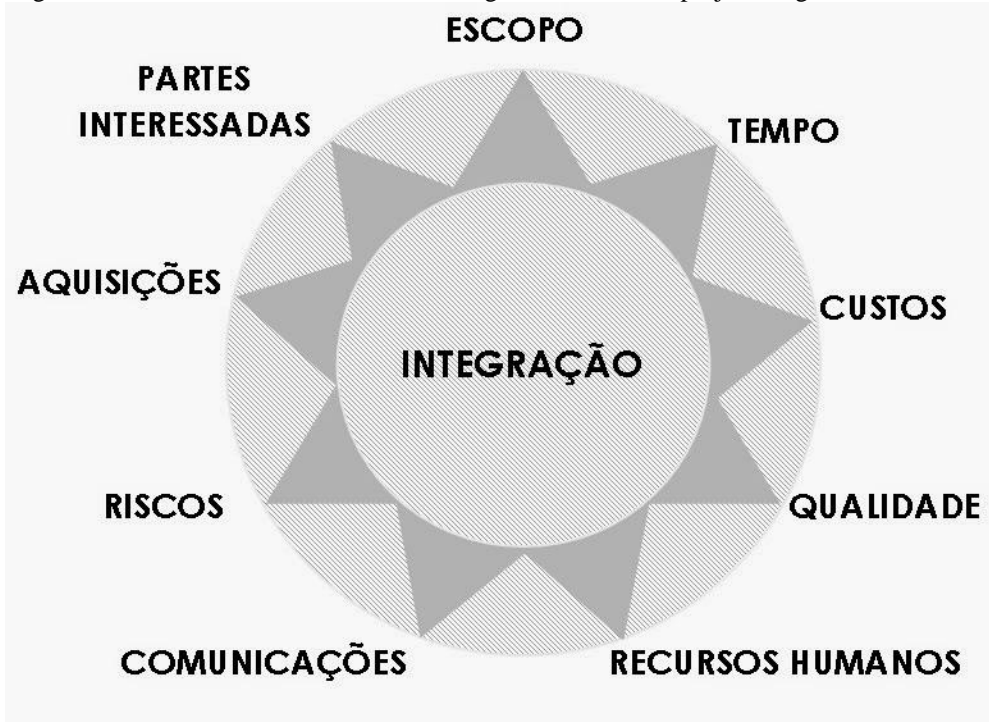 ESCOPO
PARTES
INTERESSADAS
TEMPO
AQUISIÇÕES
CUSTOS
INTEGRAÇÃO
RISCOS
QUALIDADE
COMUNICAÇÕES
RECURSOS HUMANOS